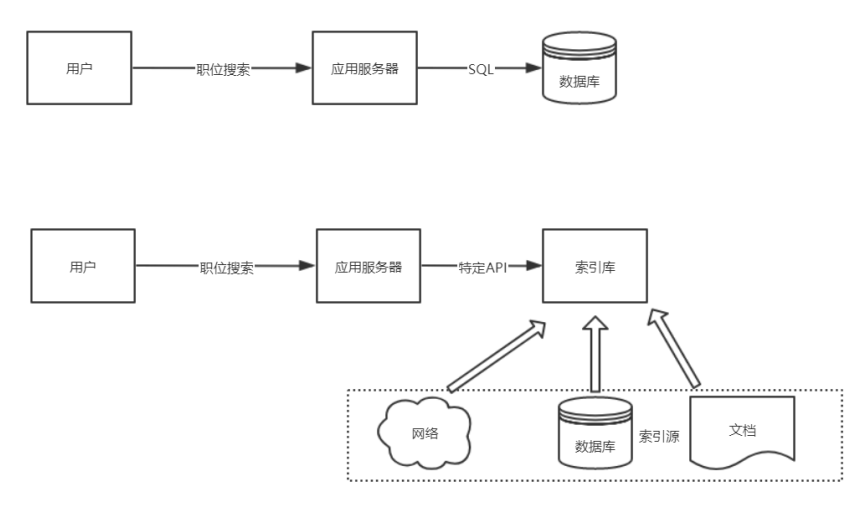 用户
职位搜索
应用服务器
SQL
数据库
用户
职位搜索
应用服务器
特定API
索引库
网络
数据库
索引源
文档